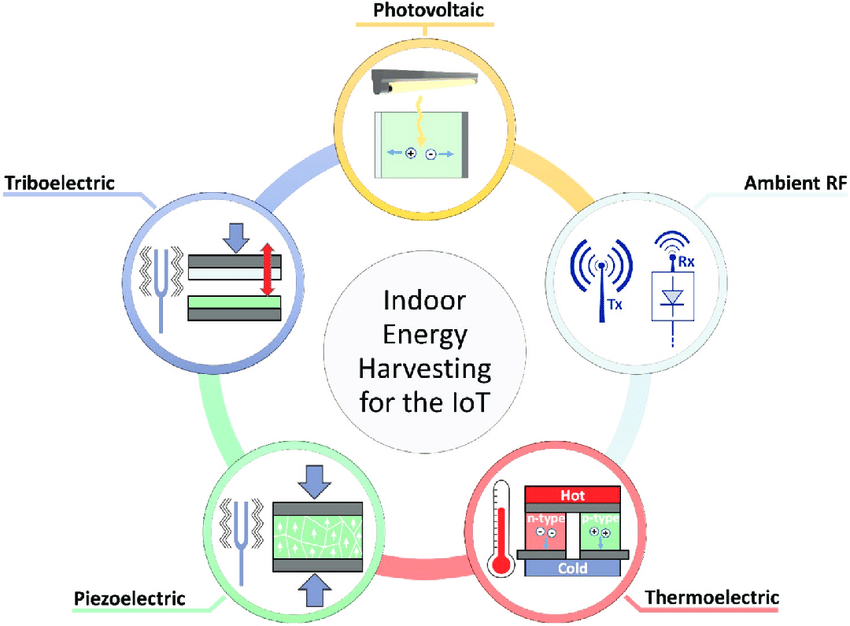 Photovoltaic
Triboelectric
Ambient RF
Tx
Rx
Indoor
Energy
Harvesting
for the IoT
Hot
n-type
p-type
Cold
Piezoelectric
Thermoelectric